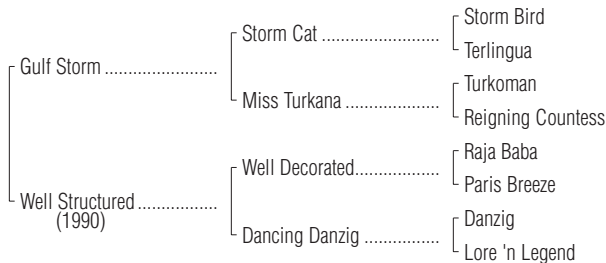 Storm Bird
Storm Cat ........................
Terlingua
Gulf Storm .......................
Turkoman
Miss Turkana ...................
Reigning Countess
Raja Baba
Well Decorated.................
Paris Breeze
Well Structured ................
(1990)
Danzig
Dancing Danzig ...............
Lore 'n Legend